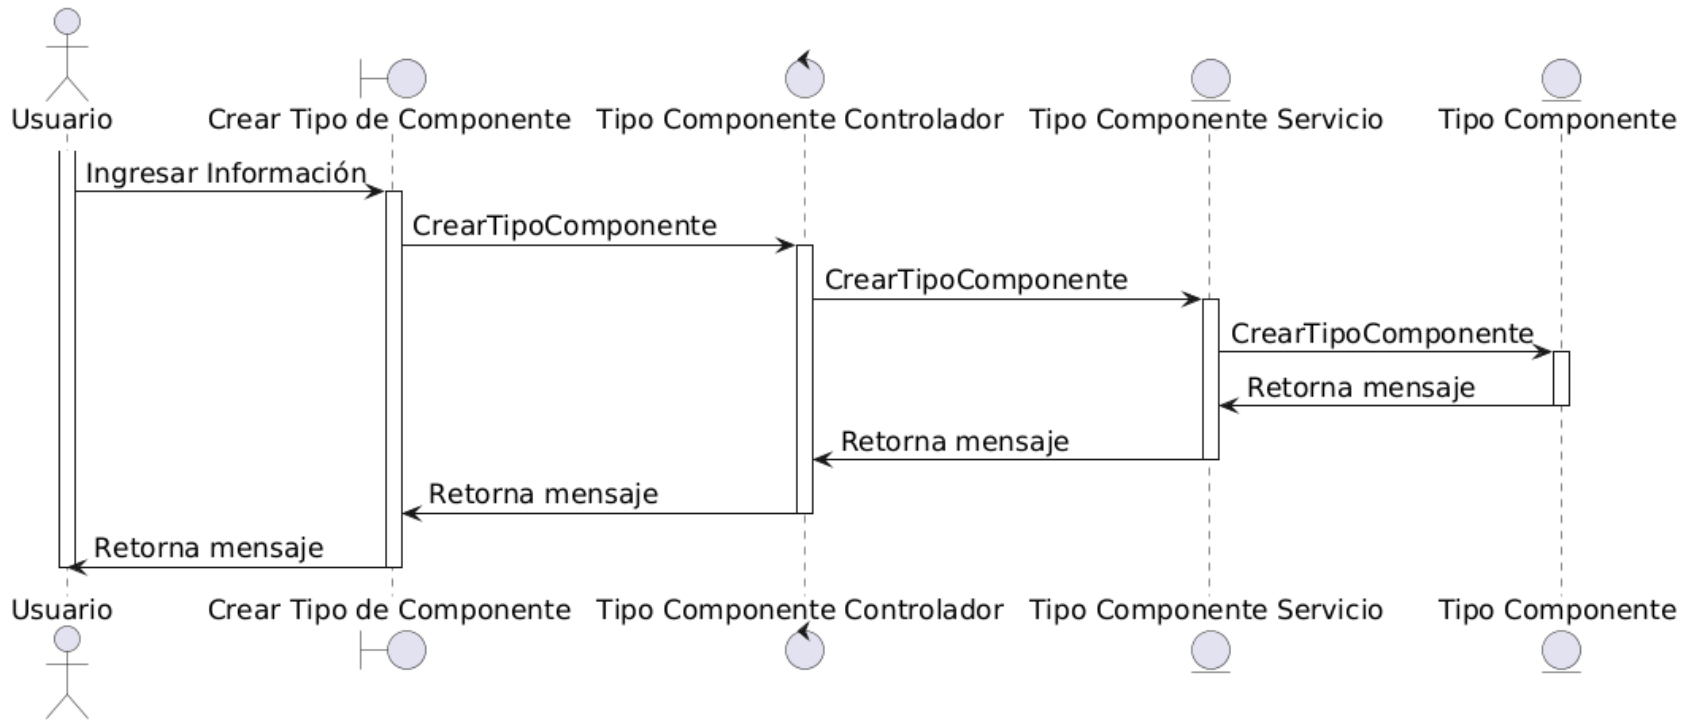 Usuario
Crear Tipo de Componente
Tipo Componente Controlador
Tipo Componente Servicio
Tipo Componente
Ingresar Información
CrearTipoComponente
CrearTipoComponente
CrearTipoComponente
Retorna mensaje
Retorna mensaje
Retorna mensaje
Retorna mensaje
Usuario
Crear Tipo de Componente
Tipo Componente Controlador
Tipo Componente Servicio
Tipo Componente